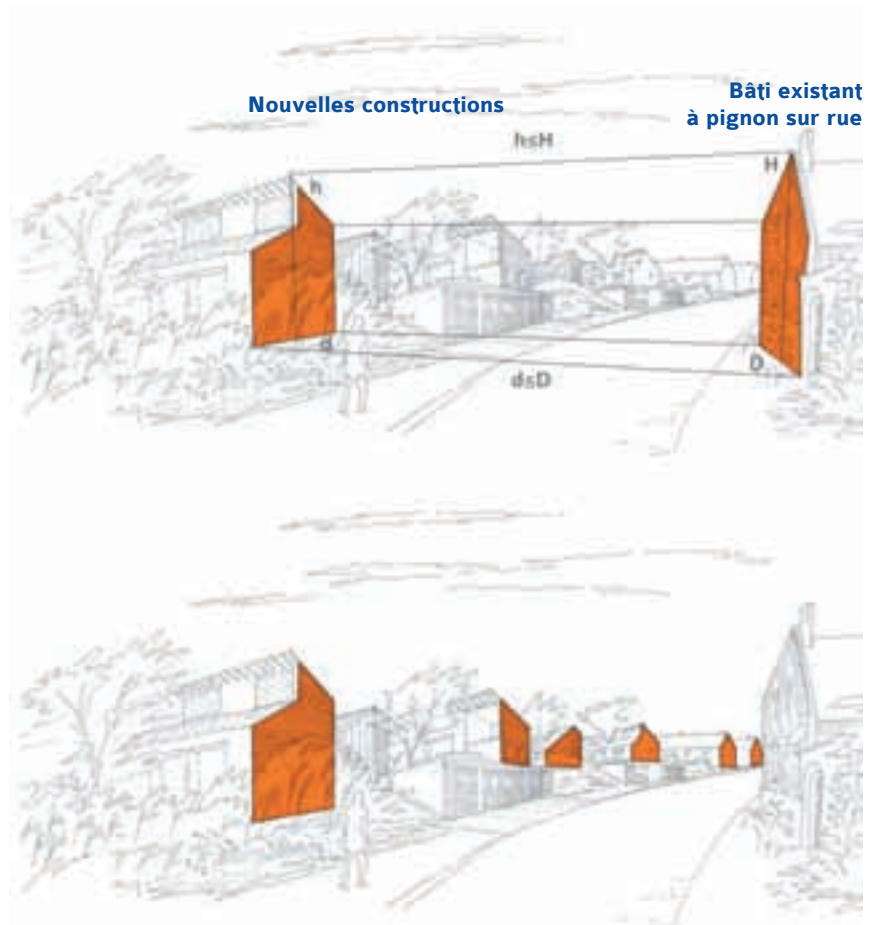 Nouvelles constructions
Bâti existant
à pignon sur rue
h≤H
H
h
d
D
d≤D